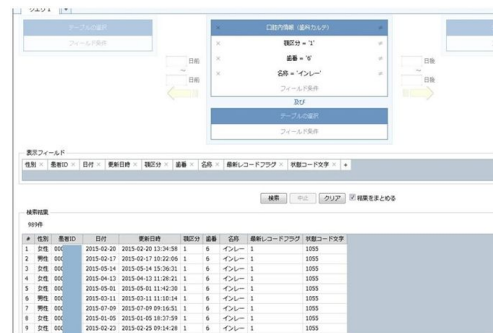 クエリ 1 +
テーブルの選択
フィールド条件
口腔内情報（歯科カルテ）
× 顎区分 = '1'
× 歯番 = '6'
× 名称 = 'インレー'
フィールド条件
及び
テーブルの選択
フィールド条件
日前
～
日前
日後
～
日後
表示フィールド
性別 × 患者ID × 日付 × 更新日時 × 顎区分 × 歯番 × 名称 × 最新レコードフラグ × 状態コード文字 × +
検索 中止 クリア 結果をまとめる
検索結果
989件
# 性別 患者ID 日付 更新日時 顎区分 歯番 名称 最新レコードフラグ 状態コード文字
1 女性 000 2015-02-20 2015-02-20 13:34:58 1 6 インレー 1 1055
2 男性 000 2015-02-17 2015-02-17 10:22:06 1 6 インレー 1 1055
3 女性 000 2015-05-14 2015-05-14 15:36:31 1 6 インレー 1 1055
4 女性 000 2015-04-13 2015-04-13 11:28:21 1 6 インレー 1 1055
5 女性 000 2015-05-01 2015-05-01 11:42:30 1 6 インレー 1 1055
6 男性 000 2015-03-11 2015-03-11 11:10:14 1 6 インレー 1 1055
7 男性 000 2015-07-09 2015-07-09 09:16:51 1 6 インレー 1 1055
8 女性 000 2015-01-05 2015-01-05 18:37:59 1 6 インレー 1 1055
9 女性 000 2015-02-23 2015-02-25 09:14:28 1 6 インレー 1 1055